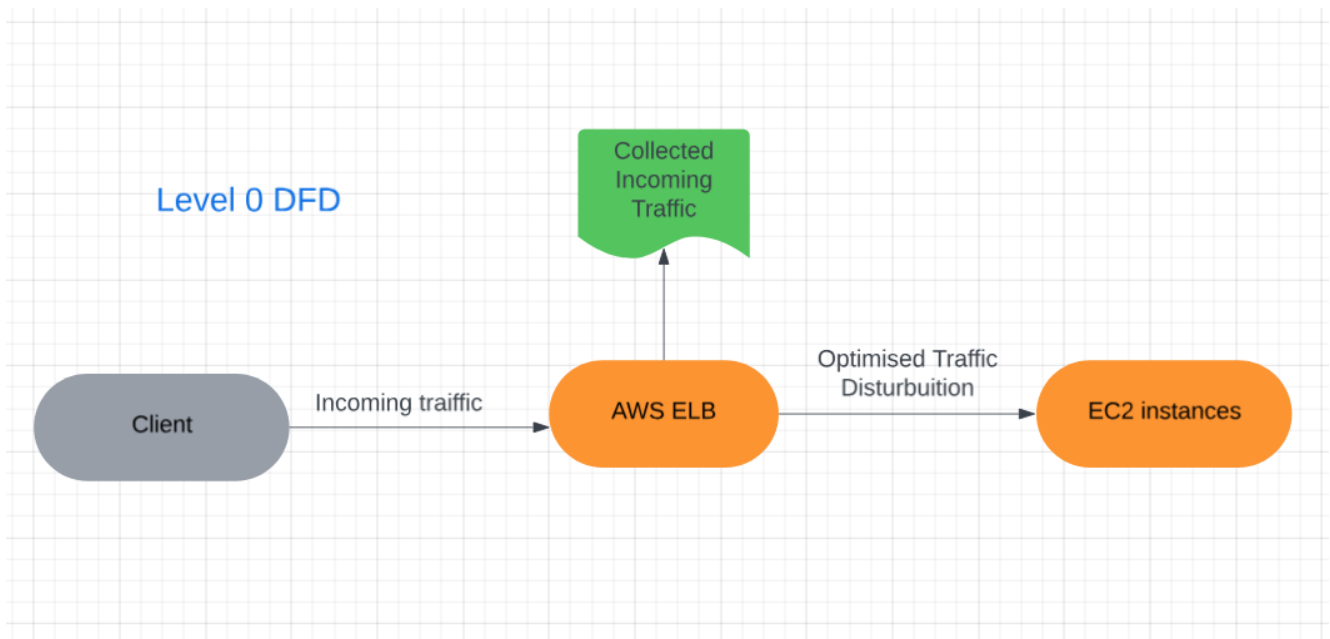 Level 0 DFD
Collected
Incoming
Traffic
Client
Incoming traiffic
AWS ELB
Optimised Traffic
Disturbuition
EC2 instances